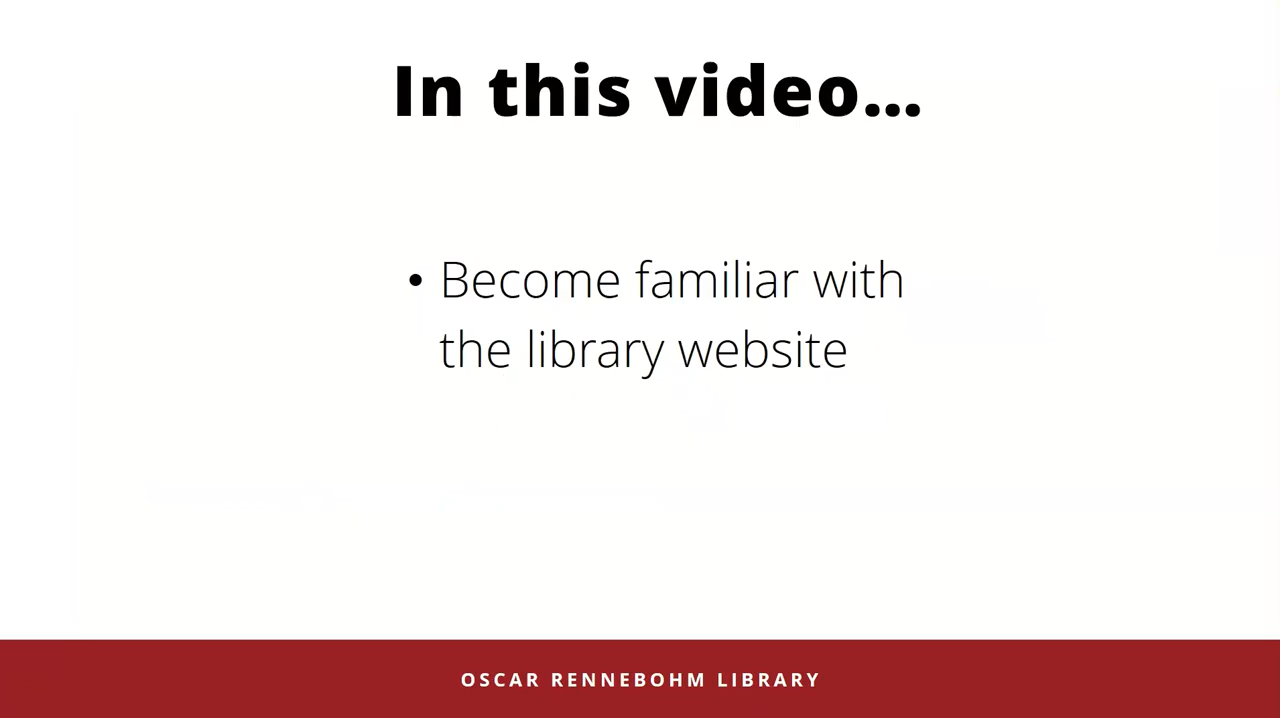 In this video...
• Become familiar with
the library website
OSCAR RENNEBOHM LIBRARY